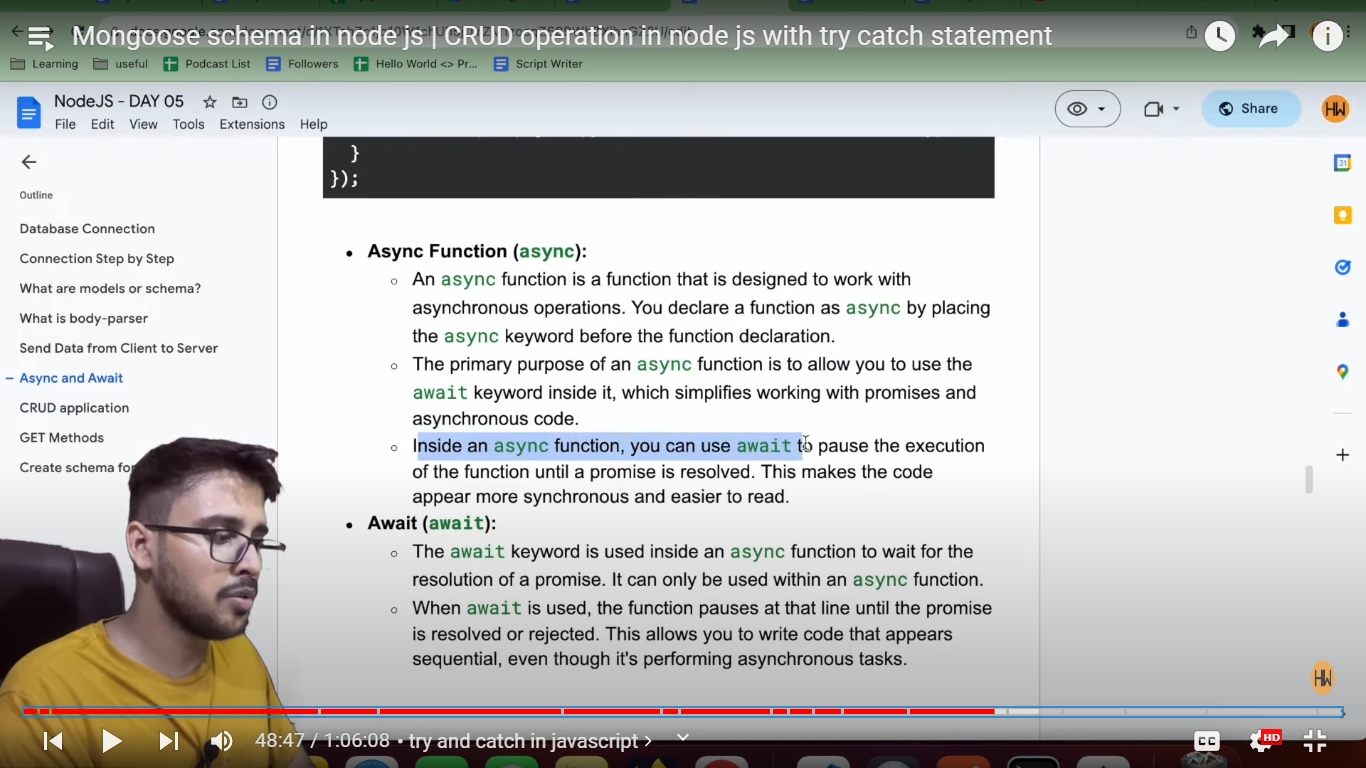 Mongoose schema in node js | CRUD operation in node js with try catch statement
Learning useful Podcast List Followers Hello World <> Pr... Script Writer
NodeJS - DAY 05
File Edit View Tools Extensions Help
Share
HW
31
Outline
Database Connection
Connection Step by Step
What are models or schema?
What is body-parser
Send Data from Client to Server
– Async and Await
CRUD application
GET Methods
Create schema for
}
});
• Async Function (async):
○ An async function is a function that is designed to work with
asynchronous operations. You declare a function as async by placing
the async keyword before the function declaration.
○ The primary purpose of an async function is to allow you to use the
await keyword inside it, which simplifies working with promises and
asynchronous code.
○ Inside an async function, you can use await to pause the execution
of the function until a promise is resolved. This makes the code
appear more synchronous and easier to read.
• Await (await):
○ The await keyword is used inside an async function to wait for the
resolution of a promise. It can only be used within an async function.
○ When await is used, the function pauses at that line until the promise
is resolved or rejected. This allows you to write code that appears
sequential, even though it's performing asynchronous tasks.
HW
48:47 / 1:06:08 • try and catch in javascript >
CC
HD